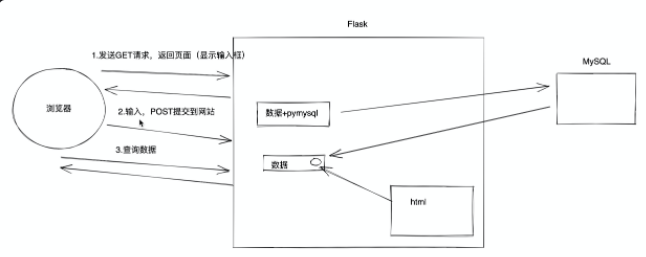 Flask
1.发送GET请求，返回页面（显示输入框）
MySQL
浏览器
2.输入，POST提交到网站
数据+pymysql
3.查询数据
数据
html